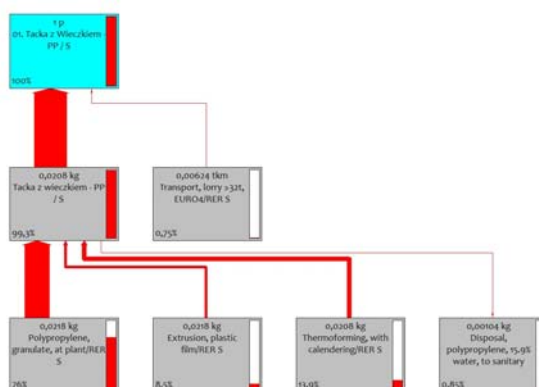 1 p
01. Tacka z Wieczkiem -
PP / S
100%
0,0208 kg
Tacka z wieczkiem - PP
/ S
99,3%
0,00624 tkm
Transport, lorry >32t,
EURO4/RER S
0,75%
0,0218 kg
Polypropylene,
granulate, at plant/RER
S
76%
0,0218 kg
Extrusion, plastic
film/RER S
8,5%
0,0208 kg
Thermoforming, with
calendering/RER S
13,9%
0,00104 kg
Disposal,
polypropylene, 15.9%
water, to sanitary
0,85%